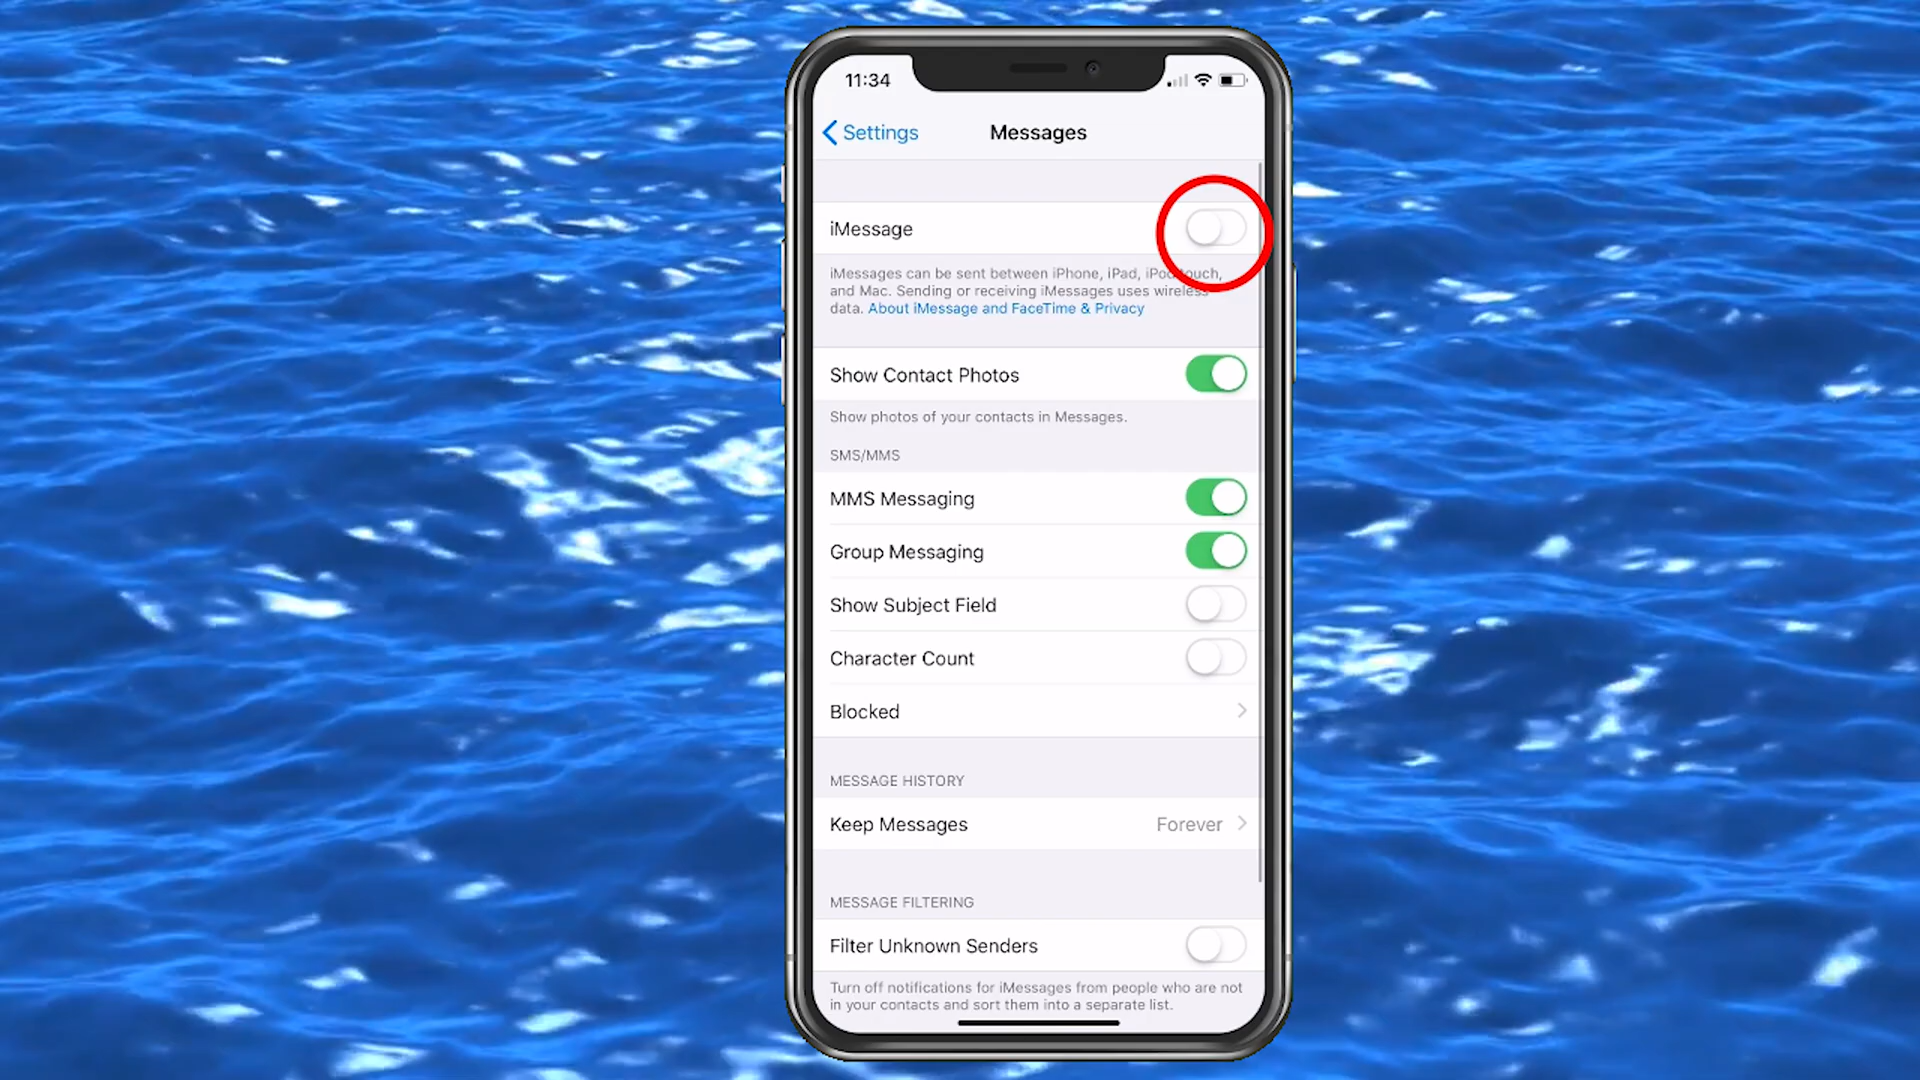 11:34
Settings
Messages
iMessage
iMessages can be sent between iPhone, iPad, iPod touch,
and Mac. Sending or receiving iMessages uses wireless
data. About iMessage and FaceTime & Privacy
Show Contact Photos
Show photos of your contacts in Messages.
SMS/MMS
MMS Messaging
Group Messaging
Show Subject Field
Character Count
Blocked
MESSAGE HISTORY
Keep Messages Forever
MESSAGE FILTERING
Filter Unknown Senders
Turn off notifications for iMessages from people who are not
in your contacts and sort them into a separate list.